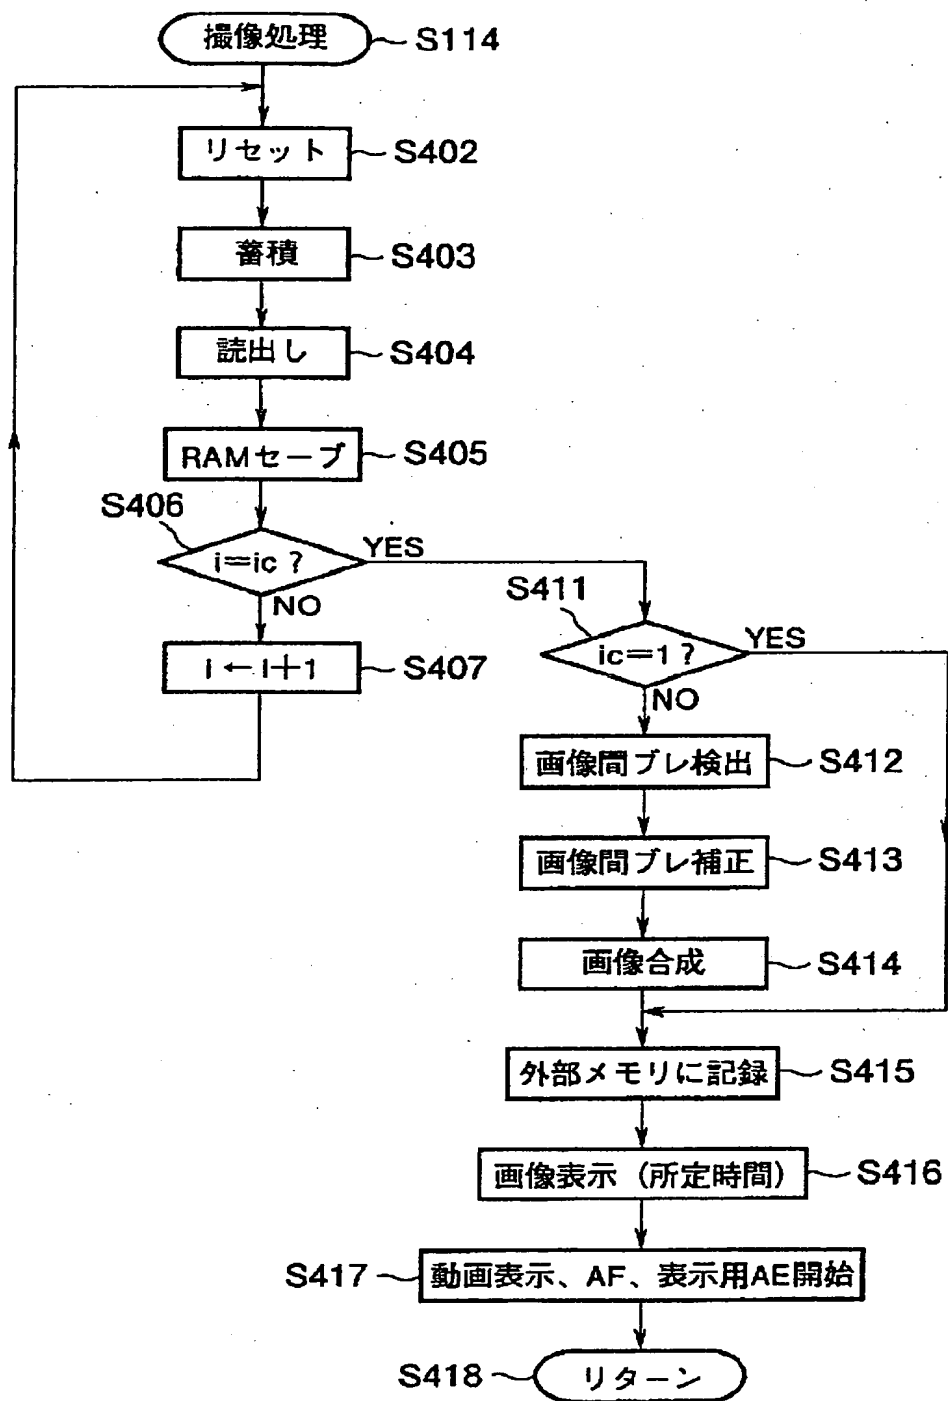 撮像処理 S114
リセット S402
蓄積 S403
読出し S404
RAMセーブ S405
S406
i=ic ?
YES
NO
i←i+1 S407
S411
ic=1 ?
YES
NO
画像間ブレ検出 S412
画像間ブレ補正 S413
画像合成 S414
外部メモリに記録 S415
画像表示（所定時間） S416
S417 動画表示、AF、表示用AE開始
S418 リターン